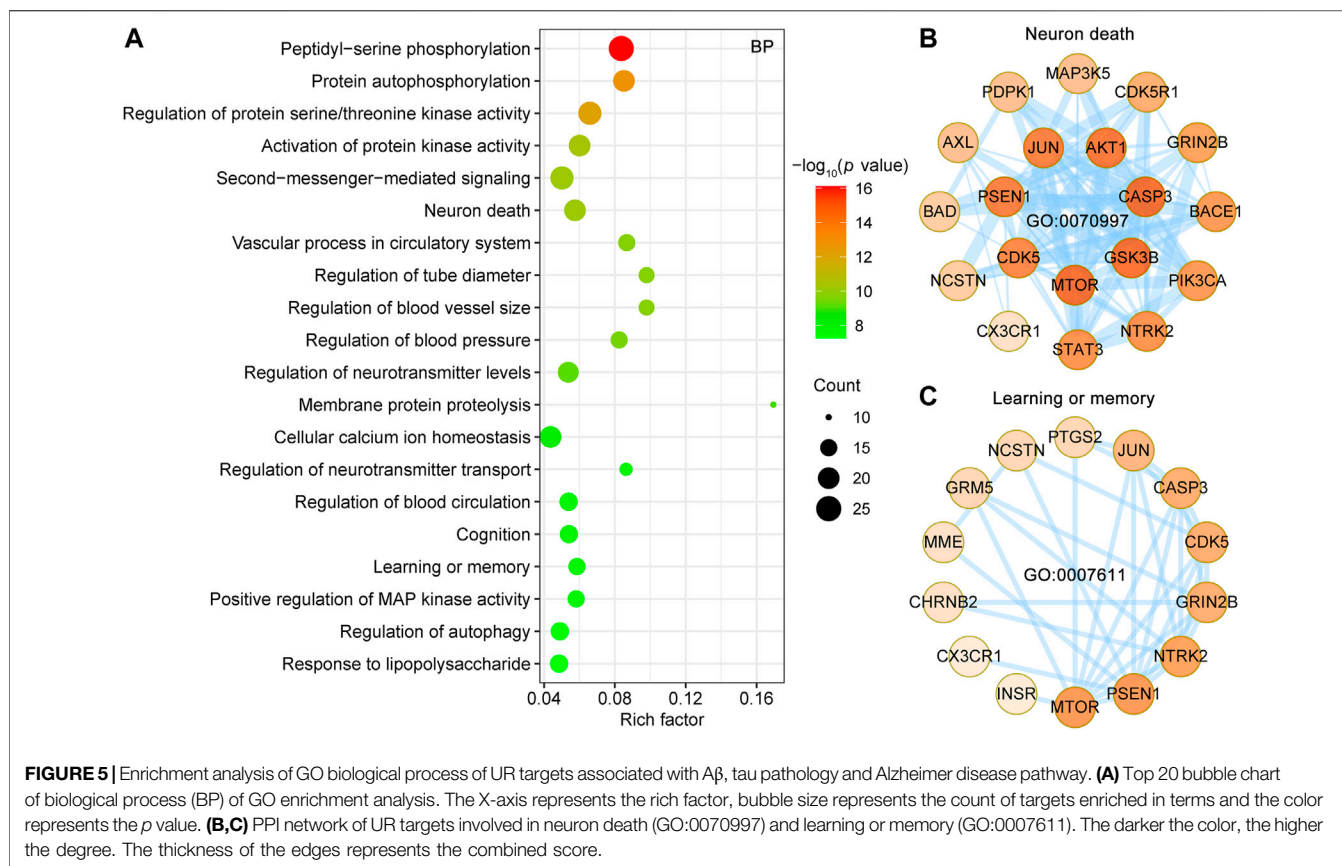 A
BP
Peptidyl−serine phosphorylation
Protein autophosphorylation
Regulation of protein serine/threonine kinase activity
Activation of protein kinase activity
Second−messenger−mediated signaling
Neuron death
Vascular process in circulatory system
Regulation of tube diameter
Regulation of blood vessel size
Regulation of blood pressure
Regulation of neurotransmitter levels
Membrane protein proteolysis
Cellular calcium ion homeostasis
Regulation of neurotransmitter transport
Regulation of blood circulation
Cognition
Learning or memory
Positive regulation of MAP kinase activity
Regulation of autophagy
Response to lipopolysaccharide
0.04 0.08 0.12 0.16
Rich factor
−log10(p value)
16
14
12
10
8
Count
10
15
20
25
B
Neuron death
MAP3K5
PDPK1
CDK5R1
AXL
JUN
AKT1
GRIN2B
BAD
PSEN1
CASP3
BACE1
GO:0070997
CDK5
GSK3B
NCSTN
MTOR
PIK3CA
CX3CR1
STAT3
NTRK2
C
Learning or memory
PTGS2
NCSTN
JUN
GRM5
CASP3
MME
CDK5
GO:0007611
CHRNB2
GRIN2B
CX3CR1
NTRK2
INSR
MTOR
PSEN1
FIGURE 5 | Enrichment analysis of GO biological process of UR targets associated with Aβ, tau pathology and Alzheimer disease pathway. (A) Top 20 bubble chart
of biological process (BP) of GO enrichment analysis. The X-axis represents the rich factor, bubble size represents the count of targets enriched in terms and the color
represents the p value. (B,C) PPI network of UR targets involved in neuron death (GO:0070997) and learning or memory (GO:0007611). The darker the color, the higher
the degree. The thickness of the edges represents the combined score.